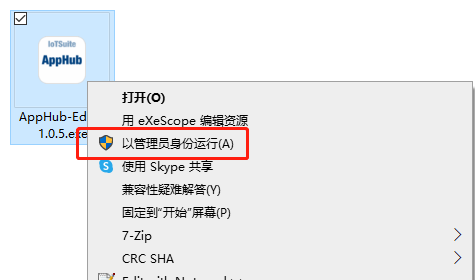 IoTSuite
AppHub
AppHub-Ed
1.0.5.exe
打开(O)
用 eXeScope 编辑资源
以管理员身份运行(A)
使用 Skype 共享
兼容性疑难解答(Y)
固定到"开始"屏幕(P)
7-Zip
CRC SHA
Edit with